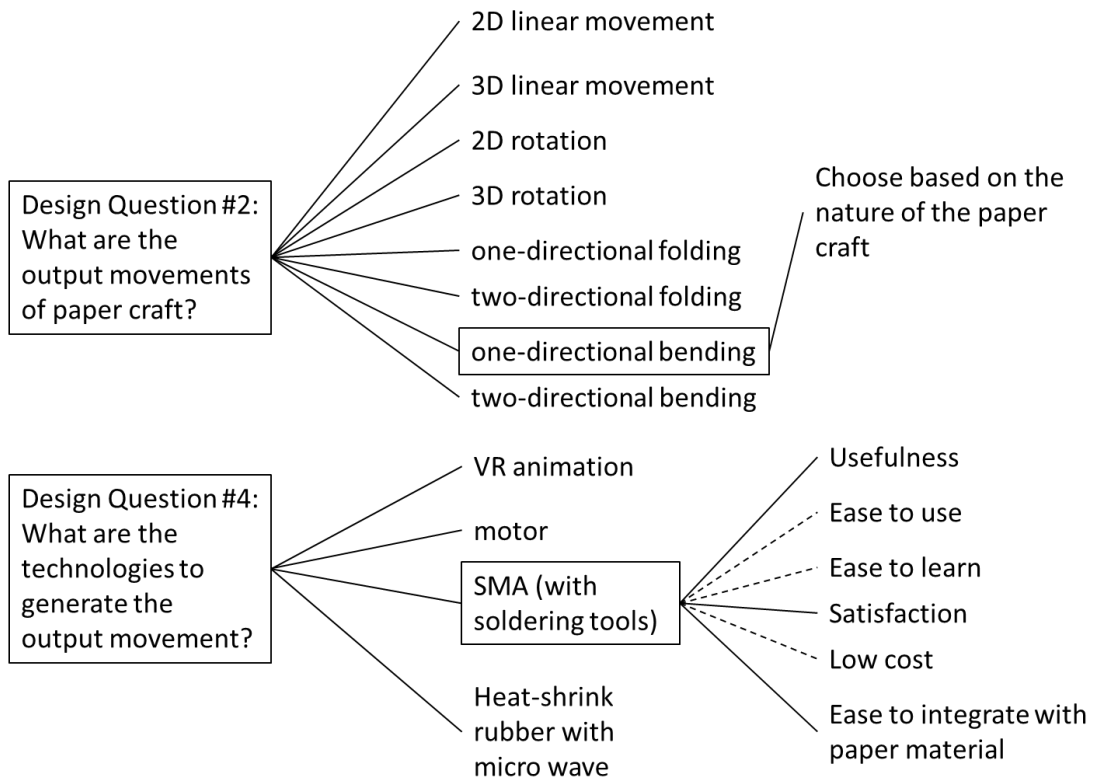 Design Question #2:
What are the
output movements
of paper craft?
2D linear movement
3D linear movement
2D rotation
3D rotation
one-directional folding
two-directional folding
one-directional bending
two-directional bending
Choose based on the
nature of the paper
craft
Design Question #4:
What are the
technologies to
generate the
output movement?
VR animation
motor
SMA (with
soldering tools)
Heat-shrink
rubber with
micro wave
Usefulness
Ease to use
Ease to learn
Satisfaction
Low cost
Ease to integrate with
paper material